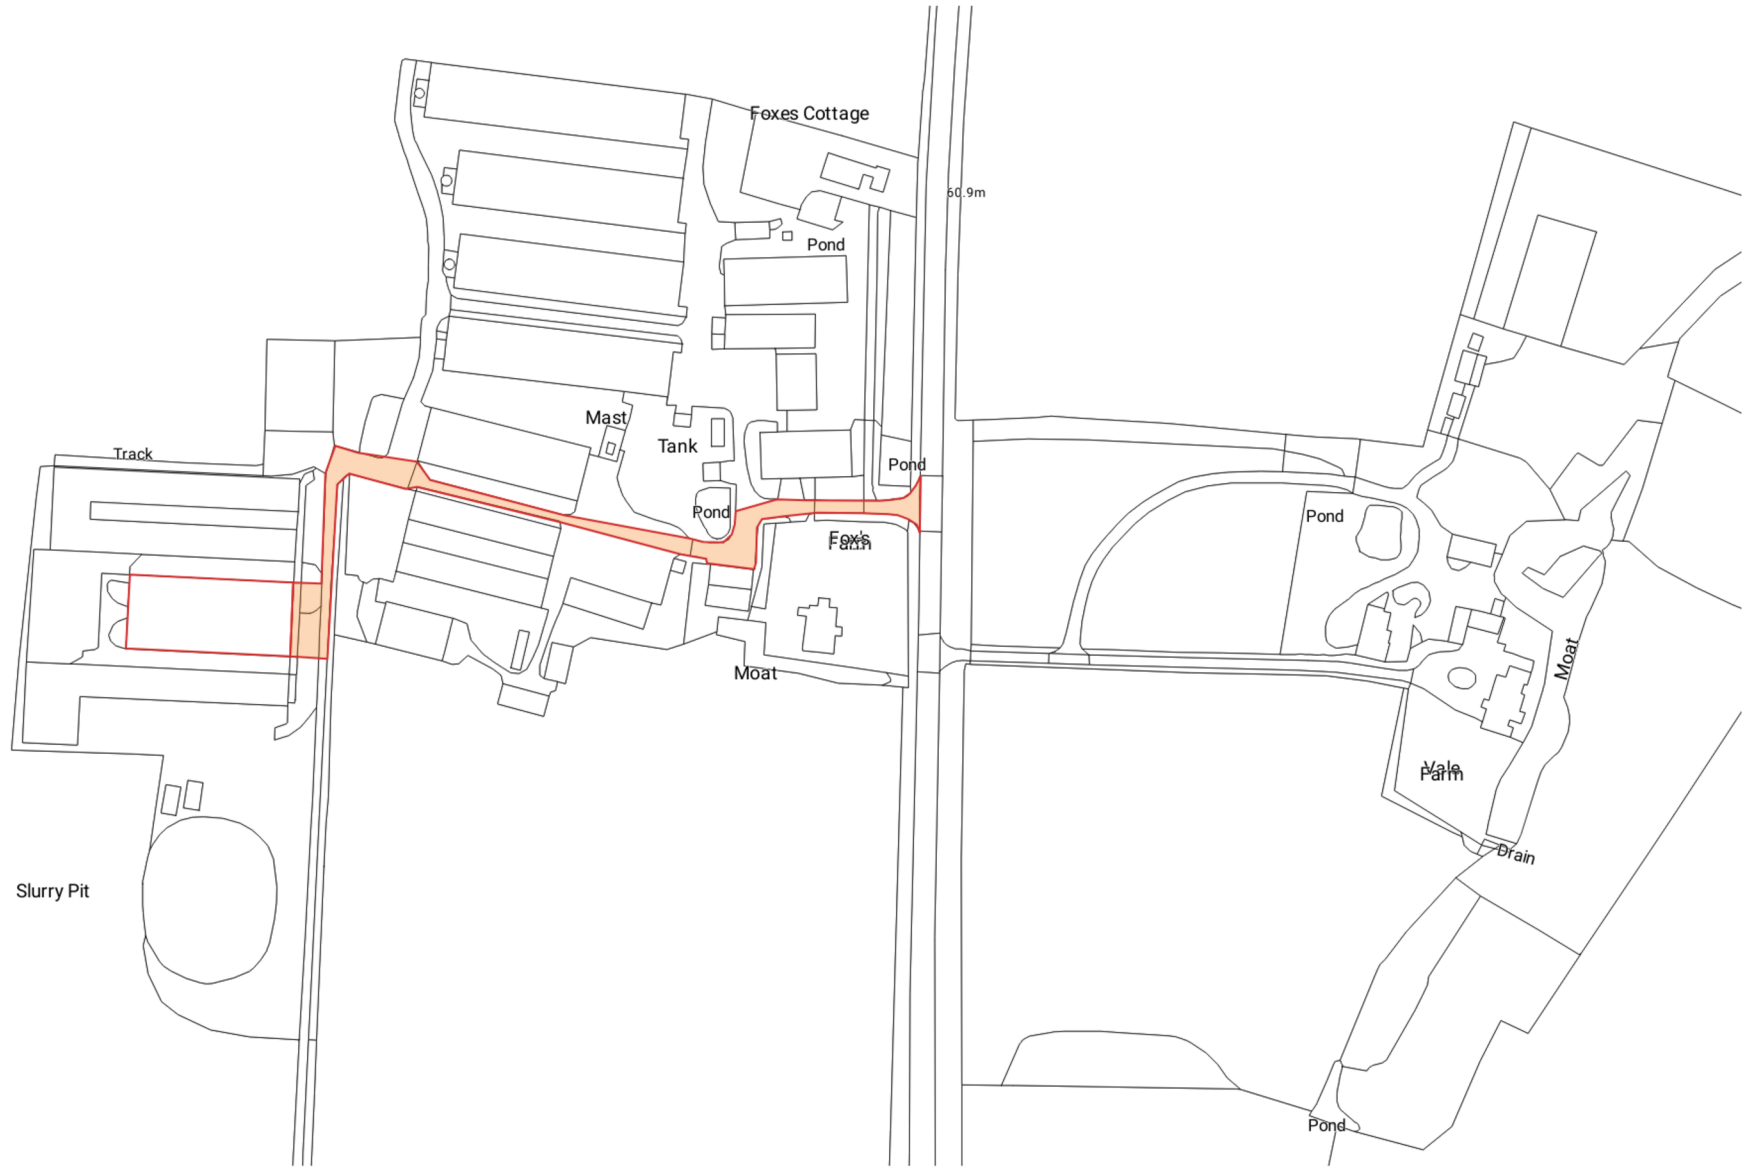 Foxes Cottage
60.9m
Pond
Mast
Tank
Track
Pond
Pond
Pond
Fox's
Farm
Moat
Moat
Vale
Farm
Drain
Slurry Pit
Pond